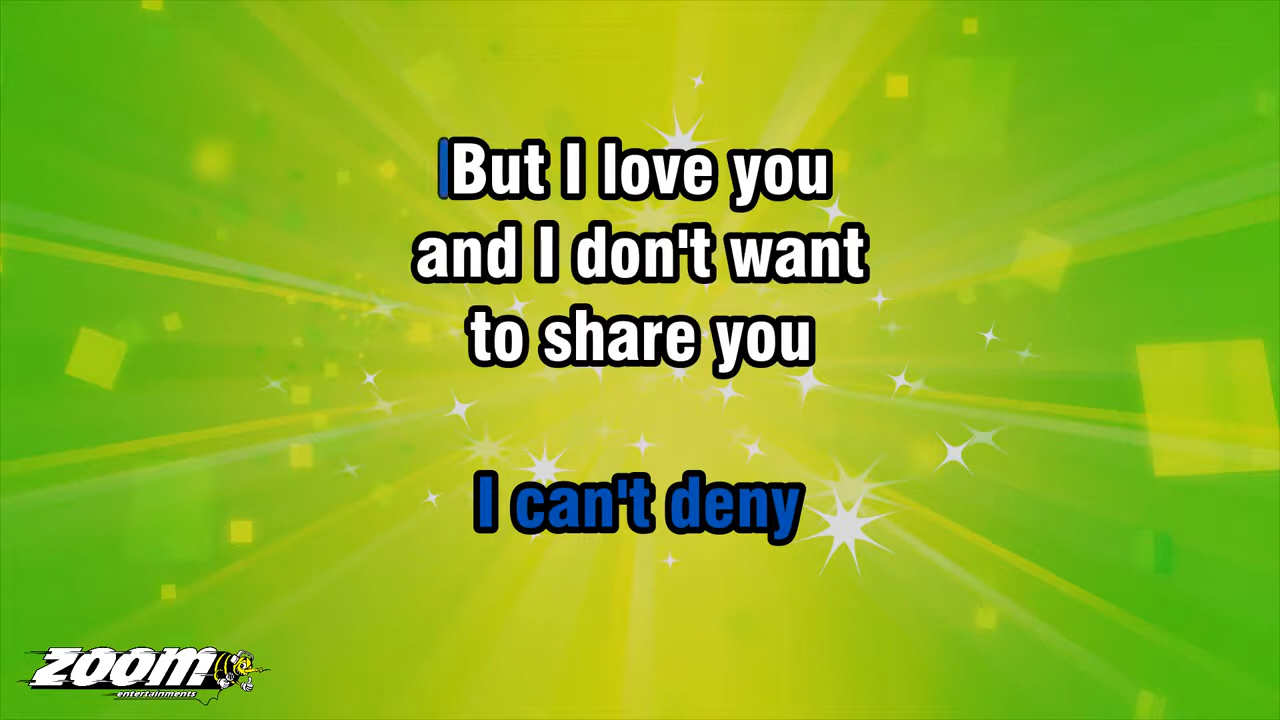 But I love you
and I don't want
to share you
I can't deny
ZOOM
entertainments